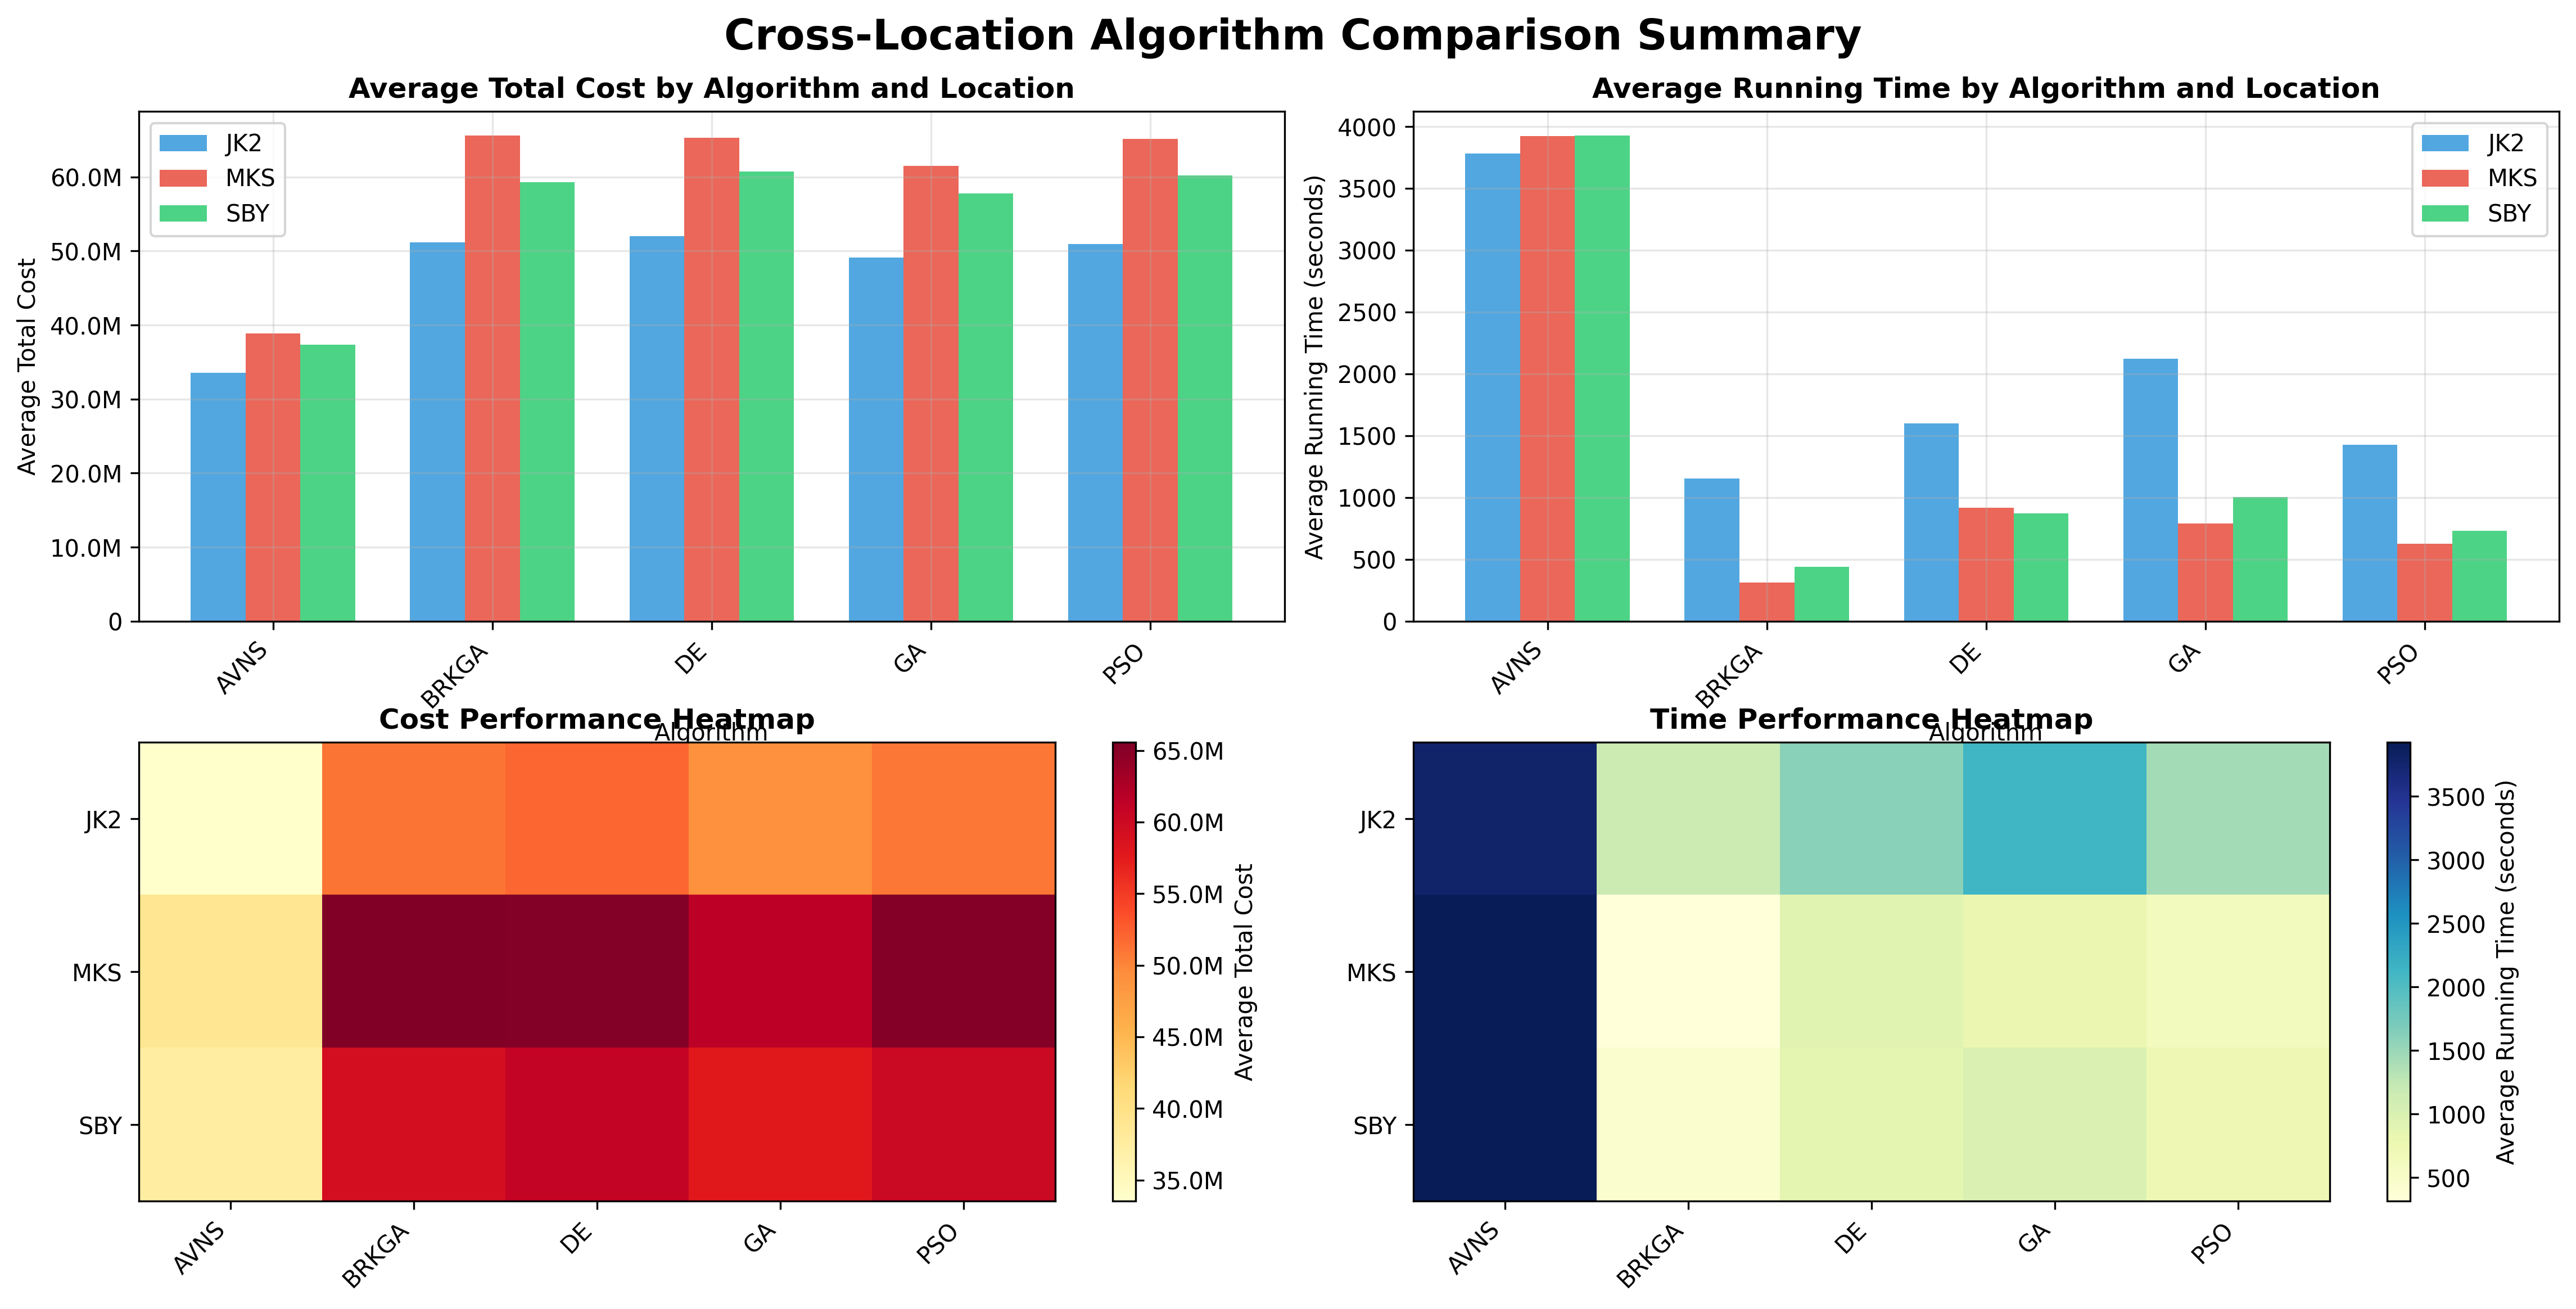 Cross-Location Algorithm Comparison Summary
Average Total Cost by Algorithm and Location
Average Total Cost
60.0M
50.0M
40.0M
30.0M
20.0M
10.0M
0
JK2
MKS
SBY
AVNS
BRKGA
DE
GA
PSO
Algorithm
Average Running Time by Algorithm and Location
Average Running Time (seconds)
4000
3500
3000
2500
2000
1500
1000
500
0
JK2
MKS
SBY
AVNS
BRKGA
DE
GA
PSO
Algorithm
Cost Performance Heatmap
JK2
MKS
SBY
AVNS
BRKGA
DE
GA
PSO
65.0M
60.0M
55.0M
50.0M
45.0M
40.0M
35.0M
Average Total Cost
Time Performance Heatmap
JK2
MKS
SBY
AVNS
BRKGA
DE
GA
PSO
3500
3000
2500
2000
1500
1000
500
Average Running Time (seconds)